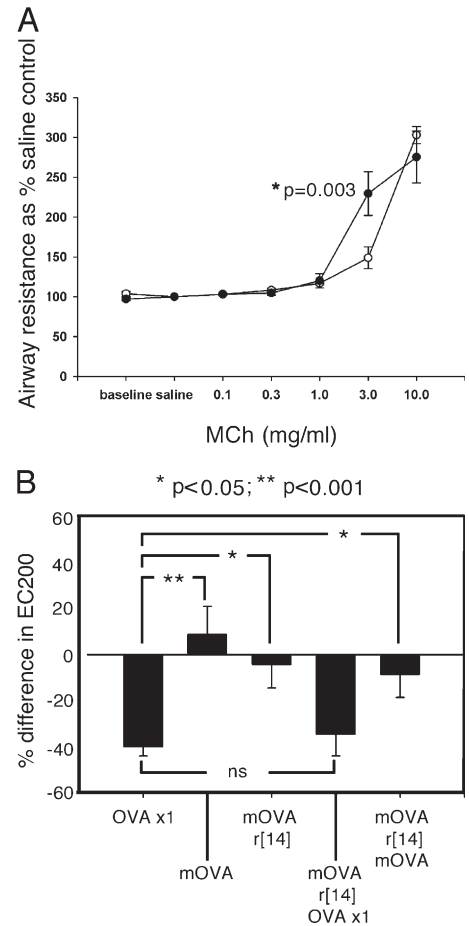 A
Airway resistance as % saline control
350
300
250
200
150
100
50
0
* p=0.003
baseline saline 0.1 0.3 1.0 3.0 10.0
MCh (mg/ml)
B
* p<0.05; ** p<0.001
% difference in EC200
60
40
20
0
-20
-40
-60
*
*
**
ns
OVA x1
mOVA
mOVA
r[14]
mOVA
r[14]
OVA x1
mOVA
r[14]
mOVA